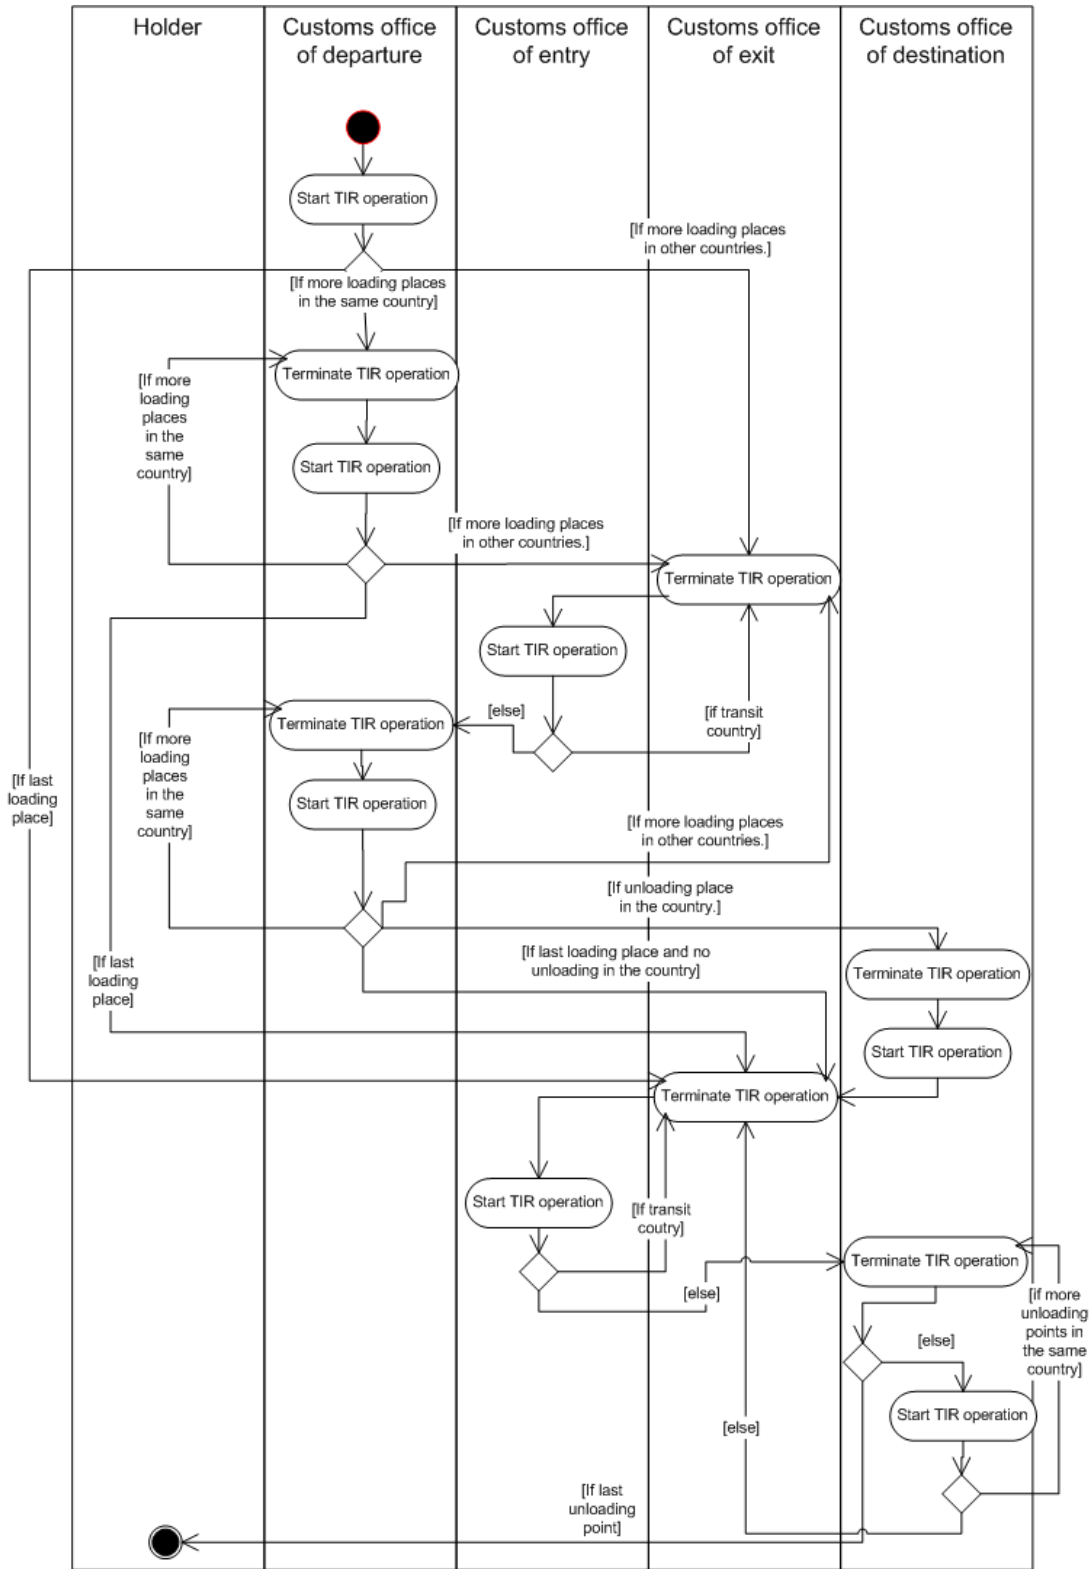 Holder
Customs office
of departure
Customs office
of entry
Customs office
of exit
Customs office
of destination
Start TIR operation
[If more loading places
in other countries.]
[If more loading places
in the same country]
Terminate TIR operation
[If more
loading
places
in the
same
country]
Start TIR operation
[If more loading places
in other countries.]
Terminate TIR operation
Start TIR operation
[else]
[if transit
country]
Terminate TIR operation
[If more
loading
places
in the
same
country]
[If last
loading
place]
Start TIR operation
[If more loading places
in other countries.]
[If unloading place
in the country.]
[If last loading place and no
unloading in the country]
[If last
loading
place]
Terminate TIR operation
Start TIR operation
Terminate TIR operation
Start TIR operation
[If transit
coutry]
[else]
Terminate TIR operation
[if more
unloading
points in
the same
country]
[else]
Start TIR operation
[else]
[If last
unloading
point]